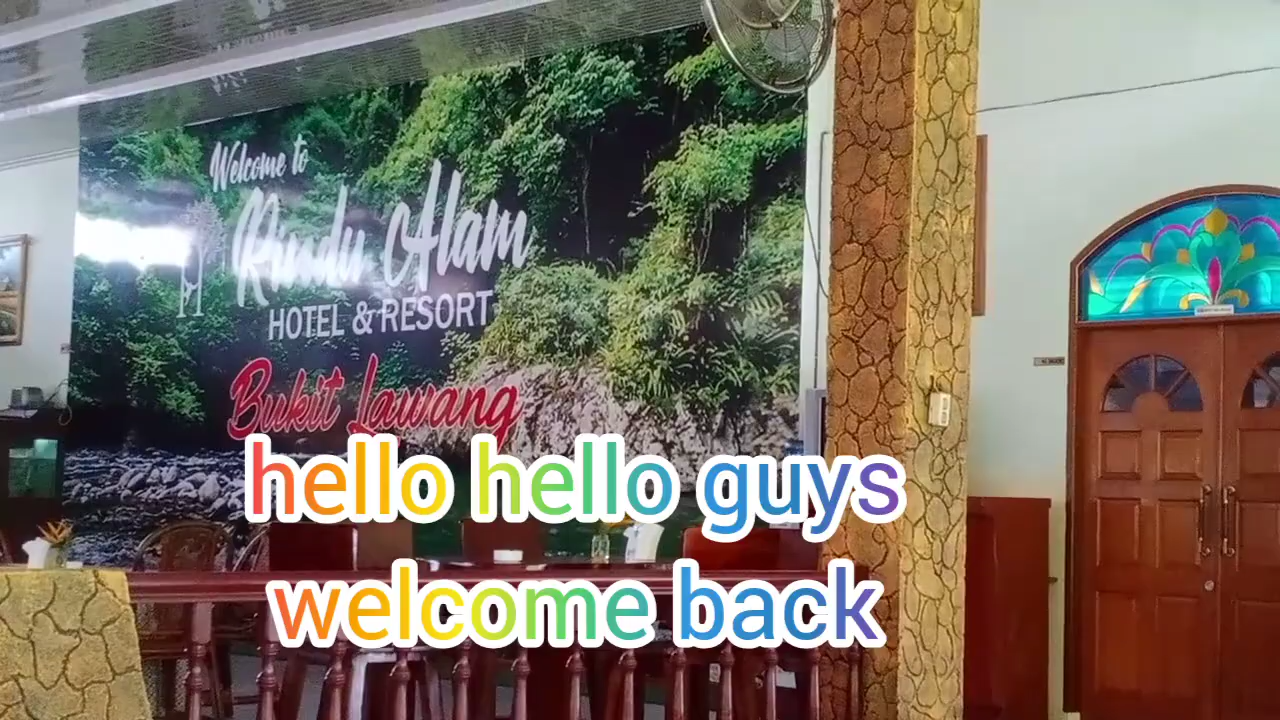 Welcome to
Rindu Alam
HOTEL & RESORT
Bukit Lawang
hello hello guys
welcome back